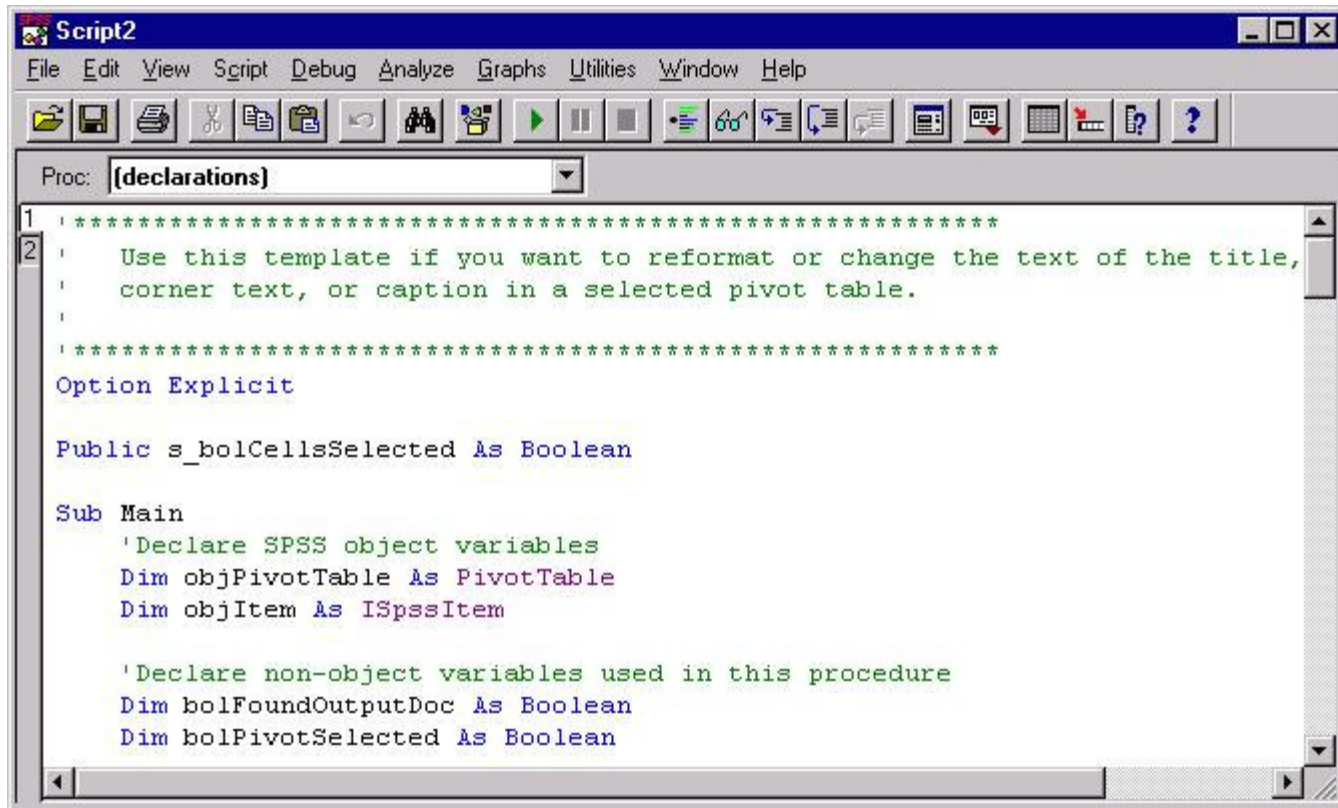 SPSS
Script2
File Edit View Script Debug Analyze Graphs Utilities Window Help
Proc: (declarations)
1 '**********************************************************
2 ' Use this template if you want to reformat or change the text of the title,
' corner text, or caption in a selected pivot table.
'
'**********************************************************
Option Explicit
Public s_bolCellsSelected As Boolean
Sub Main
'Declare SPSS object variables
Dim objPivotTable As PivotTable
Dim objItem As ISpssItem
'Declare non-object variables used in this procedure
Dim bolFoundOutputDoc As Boolean
Dim bolPivotSelected As Boolean